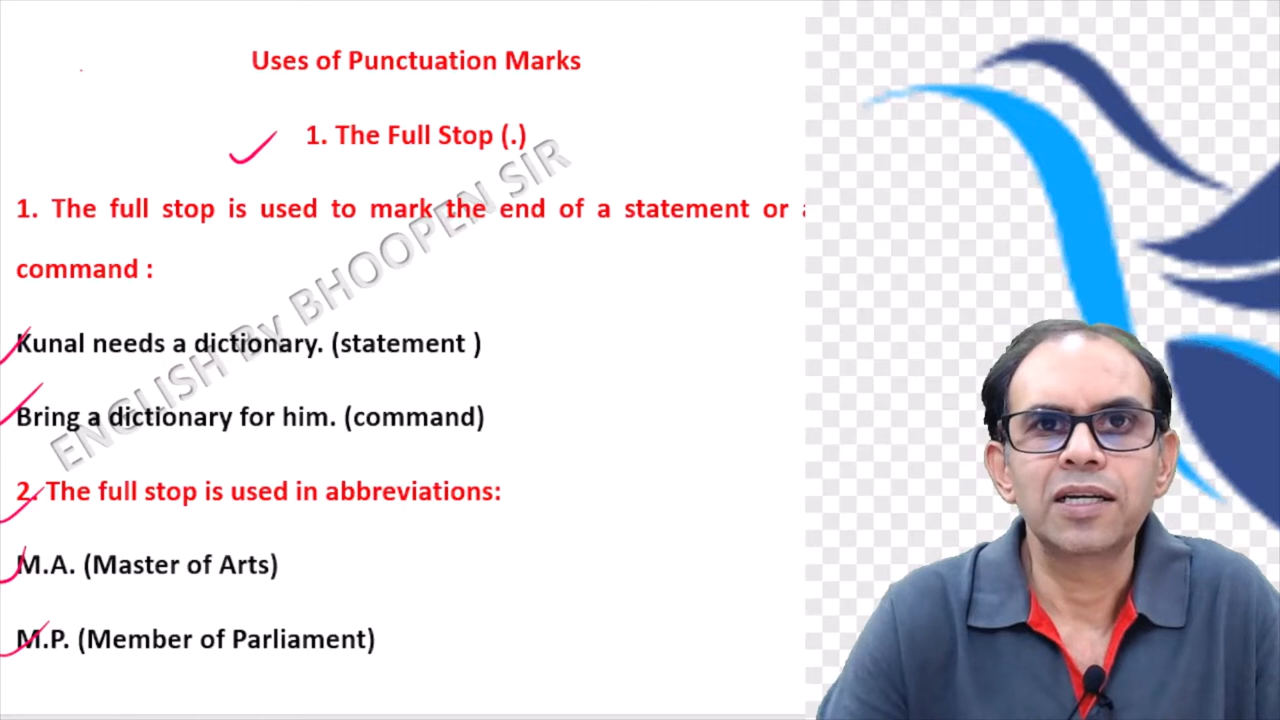 Uses of Punctuation Marks
1. The Full Stop (.)
1. The full stop is used to mark the end of a statement or a
command :
Kunal needs a dictionary. (statement )
Bring a dictionary for him. (command)
2. The full stop is used in abbreviations:
M.A. (Master of Arts)
M.P. (Member of Parliament)
ENGLISH By BHOOPEN SIR